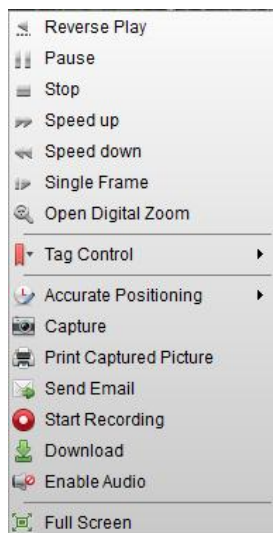 Reverse Play
Pause
Stop
Speed up
Speed down
Single Frame
Open Digital Zoom
Tag Control
Accurate Positioning
Capture
Print Captured Picture
Send Email
Start Recording
Download
Enable Audio
Full Screen